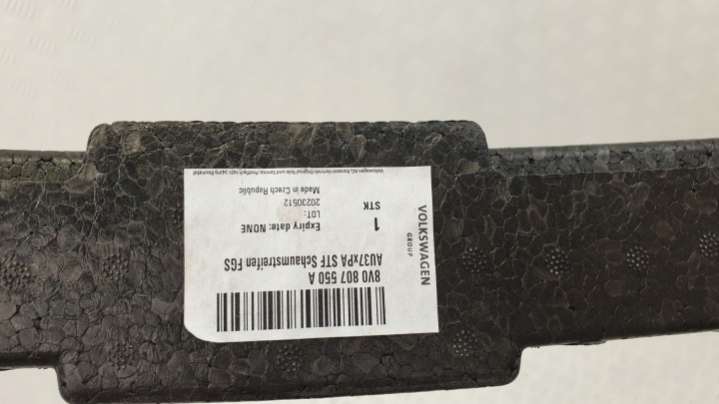 VOLKSWAGEN
GROUP
8V0 807 550 A
AU37xPA STF Schaumstreifen FGS
Expiry date: NONE
LOT:
20230512
1
STK
Made in Czech Republic